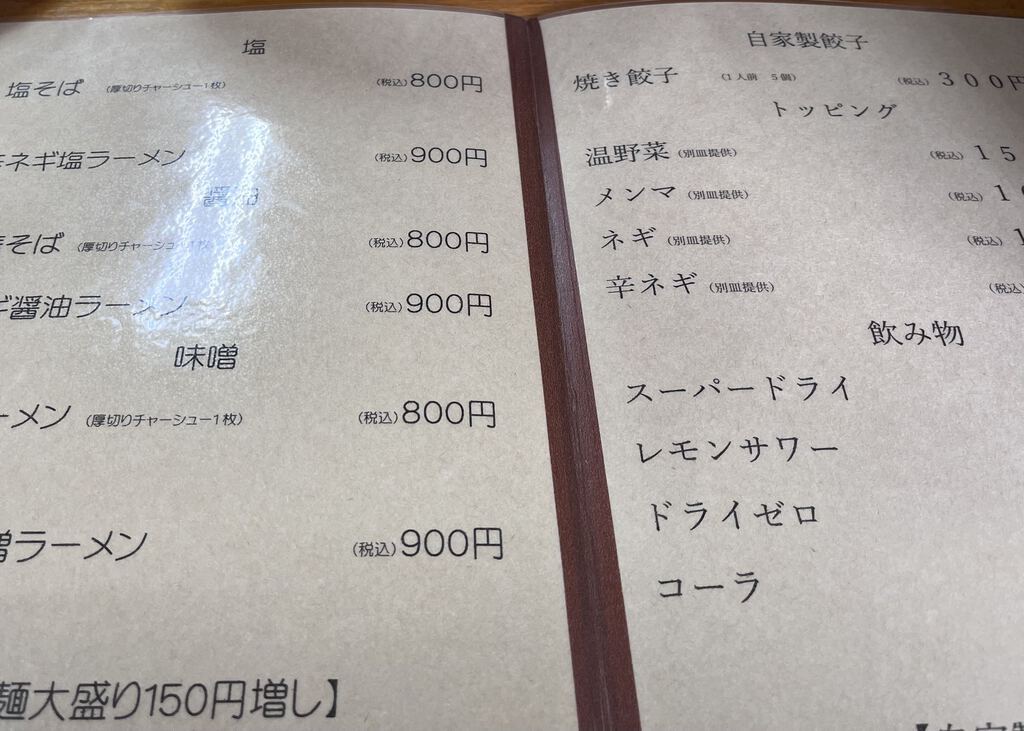 塩
塩そば (厚切りチャーシュー1枚) (税込)800円
ネギ塩ラーメン (税込)900円
醤油
そば (厚切りチャーシュー1枚) (税込)800円
醤油ラーメン (税込)900円
味噌
ーメン (厚切りチャーシュー1枚) (税込)800円
噌ラーメン (税込)900円
麺大盛り150円増し】
自家製餃子
焼き餃子 (1人前 5個) (税込)300円
トッピング
温野菜 (別皿提供) (税込)15
メンマ (別皿提供) (税込)1
ネギ (別皿提供) (税込)1
辛ネギ (別皿提供) (税込)
飲み物
スーパードライ
レモンサワー
ドライゼロ
コーラ